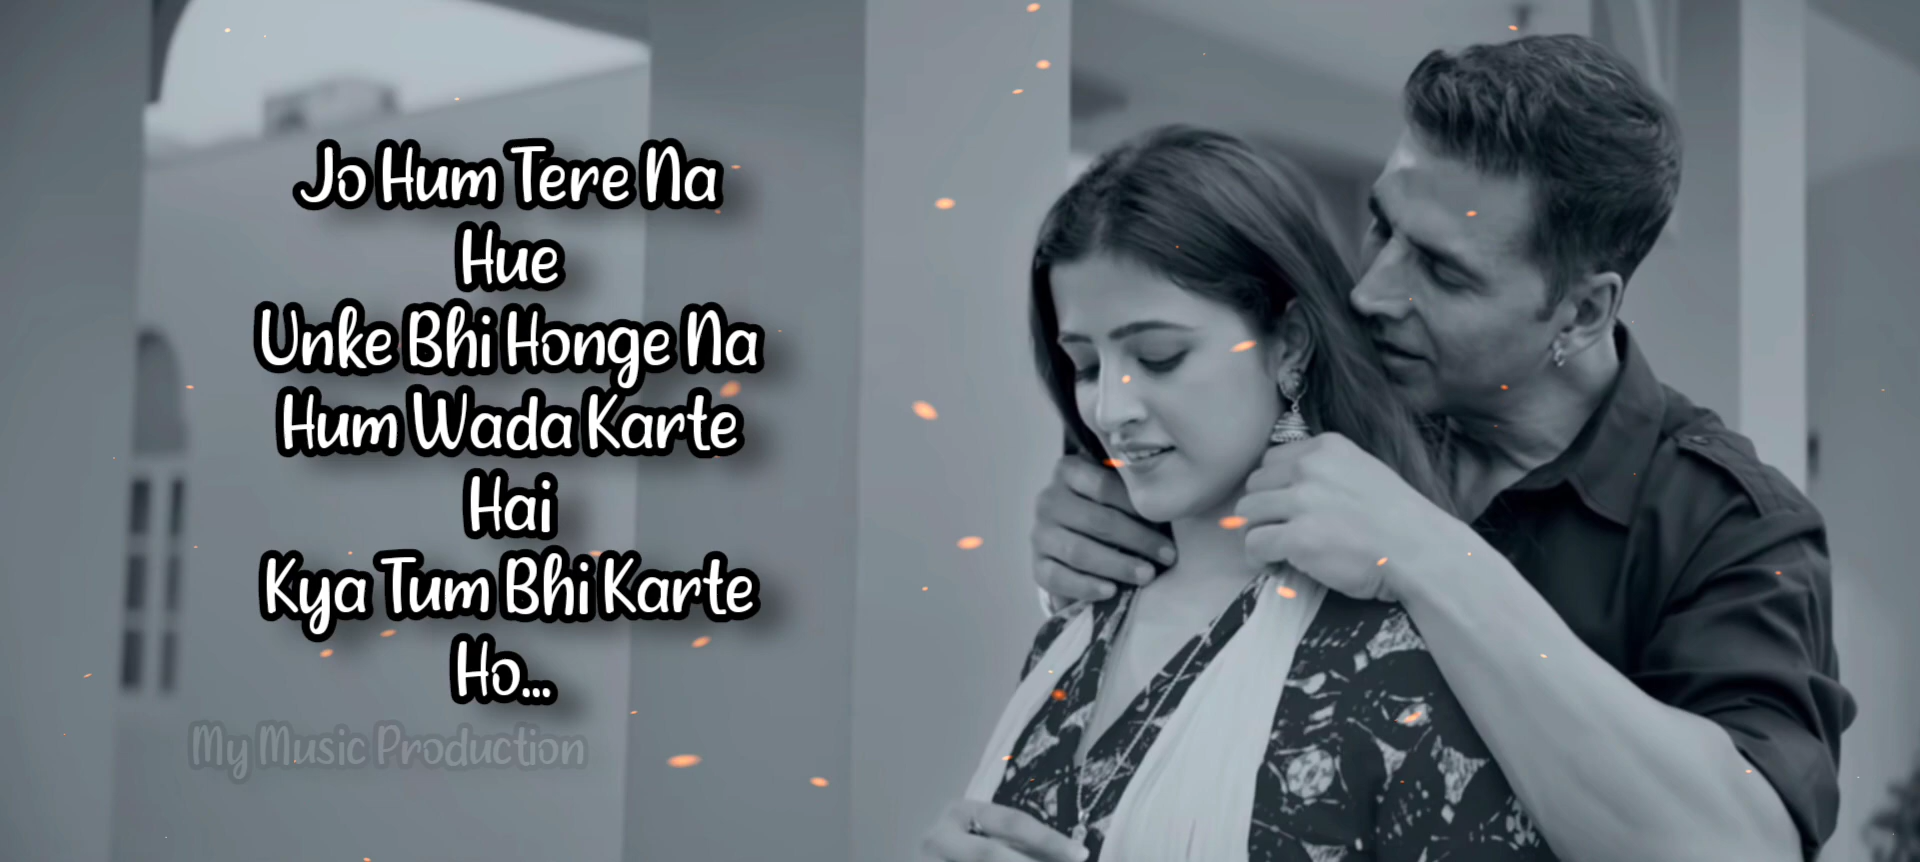 Jo Hum Tere Na
Hue
Unke Bhi Honge Na
Hum Wada Karte
Hai
Kya Tum Bhi Karte
Ho...
My Music Production